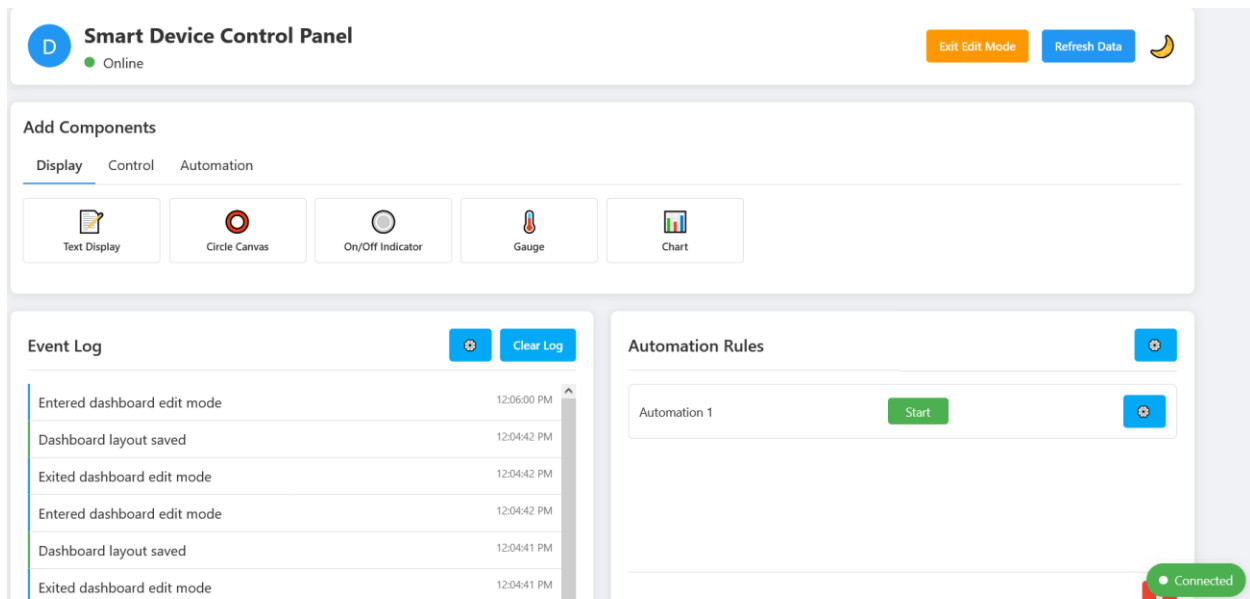 D
Smart Device Control Panel
Online
Exit Edit Mode
Refresh Data
Add Components
Display
Control
Automation
Text Display
Circle Canvas
On/Off Indicator
Gauge
Chart
Event Log
Clear Log
Entered dashboard edit mode 12:06:00 PM
Dashboard layout saved 12:04:42 PM
Exited dashboard edit mode 12:04:42 PM
Entered dashboard edit mode 12:04:42 PM
Dashboard layout saved 12:04:41 PM
Exited dashboard edit mode 12:04:41 PM
Automation Rules
Automation 1
Start
Connected